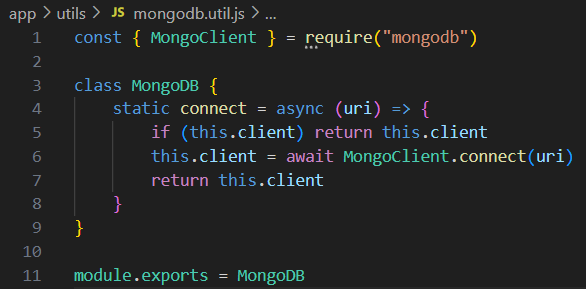 app > utils > JS mongodb.util.js > ...
1 const { MongoClient } = require("mongodb")
2
3 class MongoDB {
4     static connect = async (uri) => {
5         if (this.client) return this.client
6         this.client = await MongoClient.connect(uri)
7         return this.client
8     }
9 }
10
11 module.exports = MongoDB